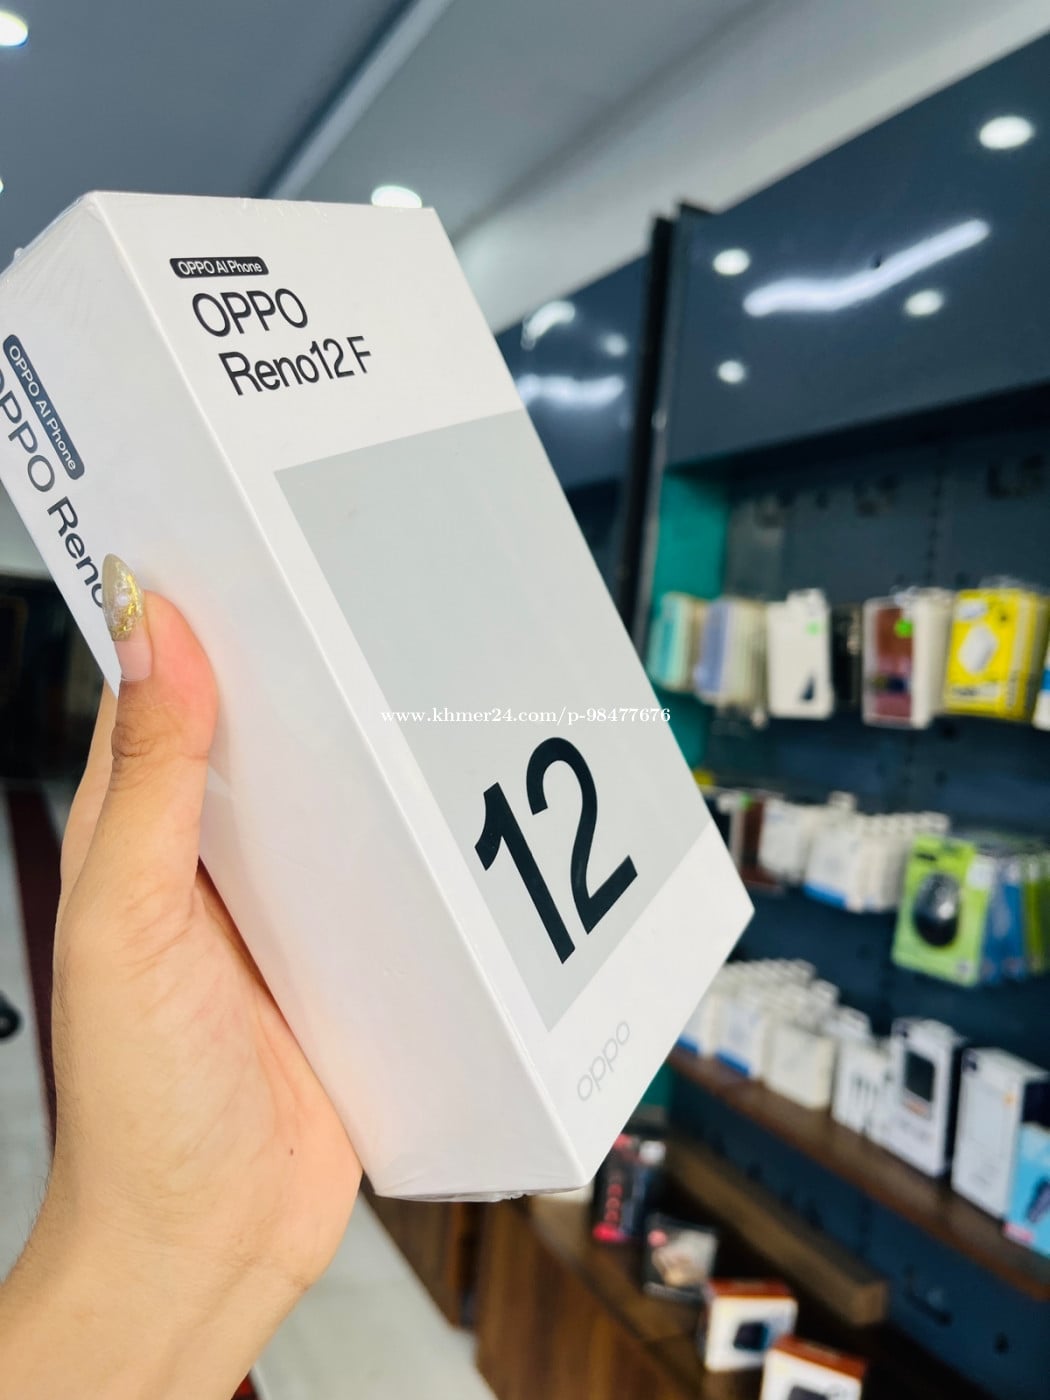 OPPO AI Phone
OPPO
Reno12 F
OPPO AI Phone
OPPO Reno
www.khmer24.com/p-98477676
12
oppo